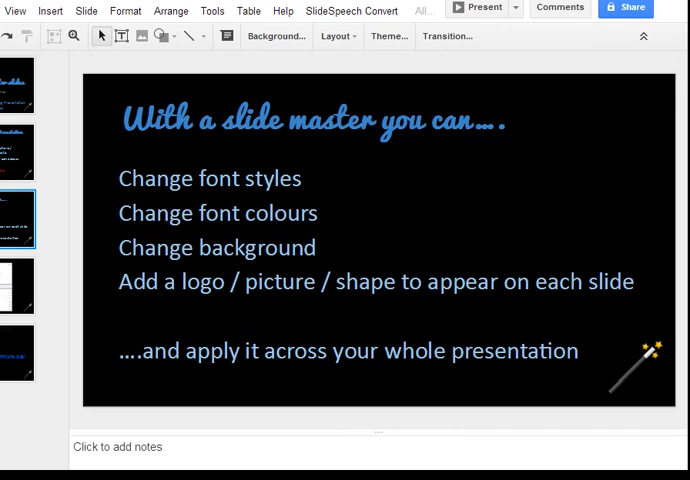 View Insert Slide Format Arrange Tools Table Help SlideSpeech Convert All... Present Comments Share
Background... Layout Theme... Transition...
With a slide master you can....
Change font styles
Change font colours
Change background
Add a logo / picture / shape to appear on each slide
....and apply it across your whole presentation
Click to add notes